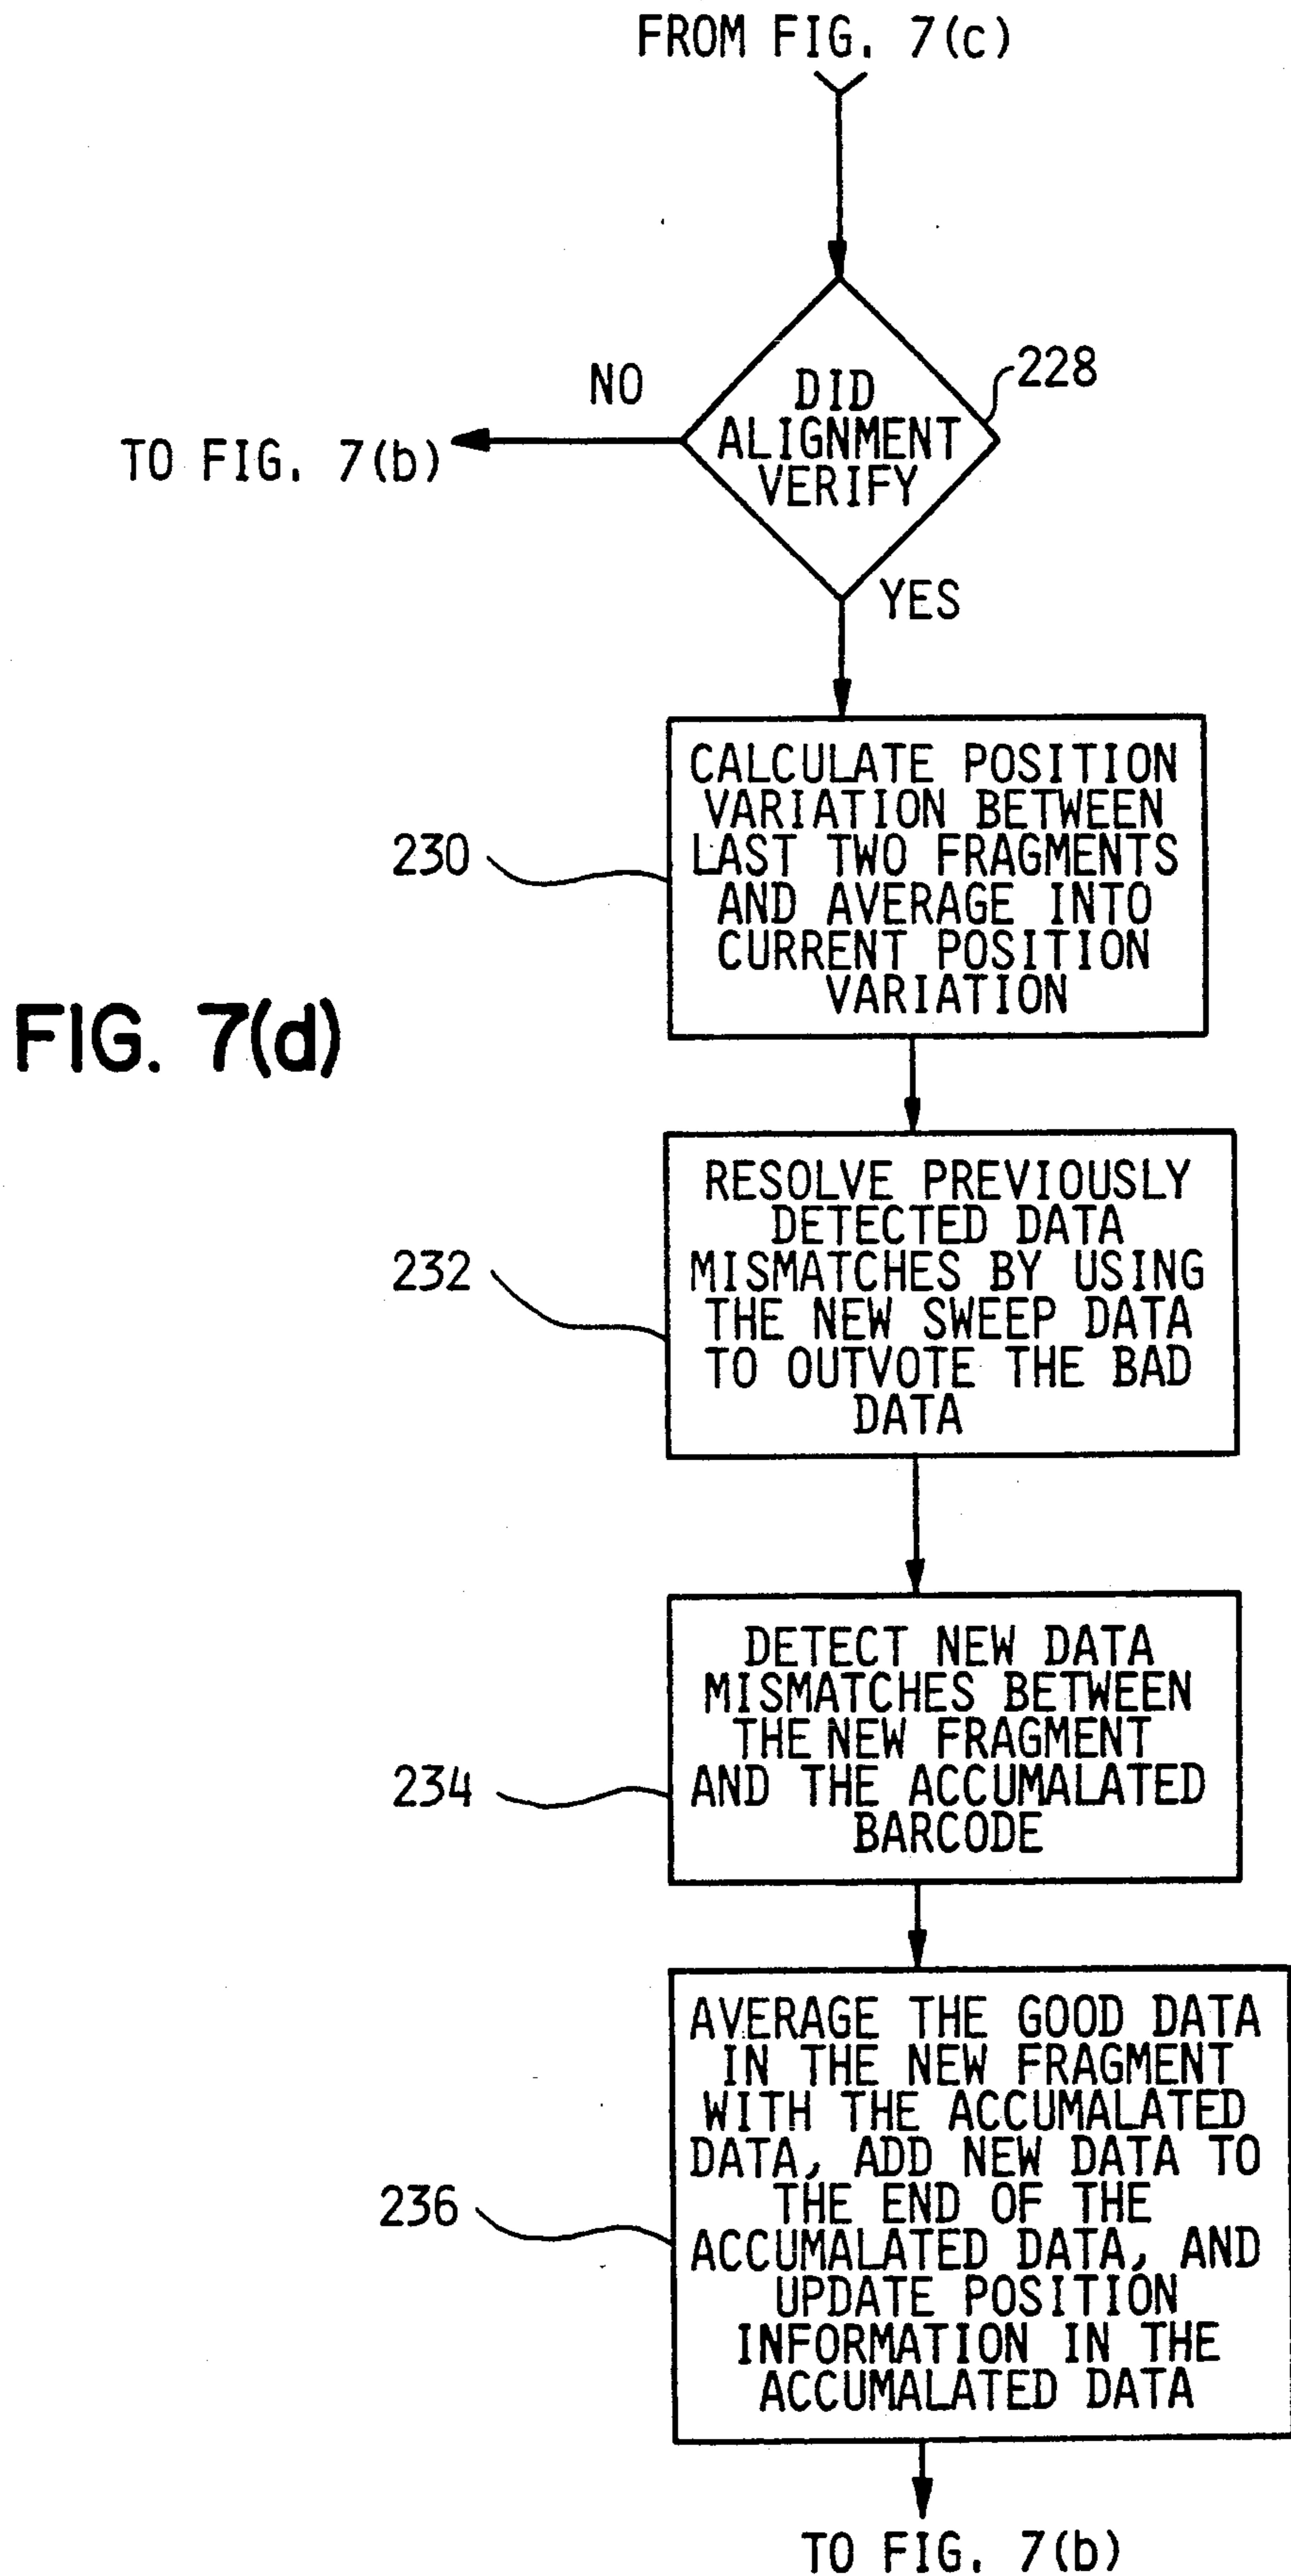 FROM FIG. 7(c)
NO
DID
ALIGNMENT
VERIFY
228
TO FIG. 7(b)
YES
CALCULATE POSITION
VARIATION BETWEEN
LAST TWO FRAGMENTS
AND AVERAGE INTO
CURRENT POSITION
VARIATION
230
FIG. 7(d)
RESOLVE PREVIOUSLY
DETECTED DATA
MISMATCHES BY USING
THE NEW SWEEP DATA
TO OUTVOTE THE BAD
DATA
232
DETECT NEW DATA
MISMATCHES BETWEEN
THE NEW FRAGMENT
AND THE ACCUMALATED
BARCODE
234
AVERAGE THE GOOD DATA
IN THE NEW FRAGMENT
WITH THE ACCUMALATED
DATA, ADD NEW DATA TO
THE END OF THE
ACCUMALATED DATA, AND
UPDATE POSITION
INFORMATION IN THE
ACCUMALATED DATA
236
TO FIG. 7(b)